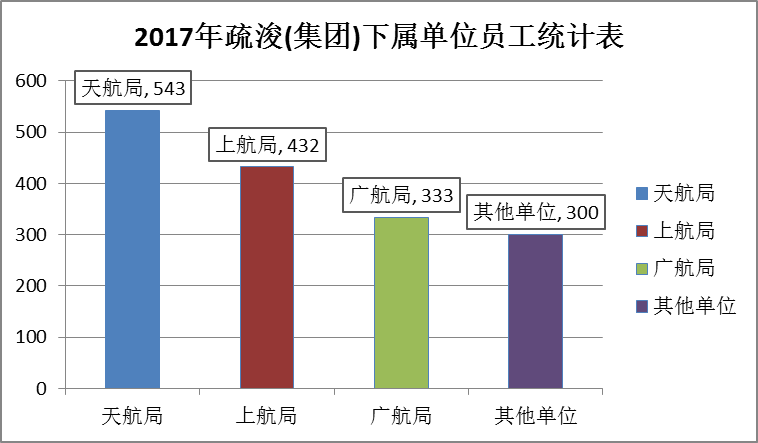 2017年疏浚(集团)下属单位员工统计表
600
500
400
300
200
100
0
天航局, 543
上航局, 432
广航局, 333
其他单位, 300
天航局
上航局
广航局
其他单位
天航局
上航局
广航局
其他单位